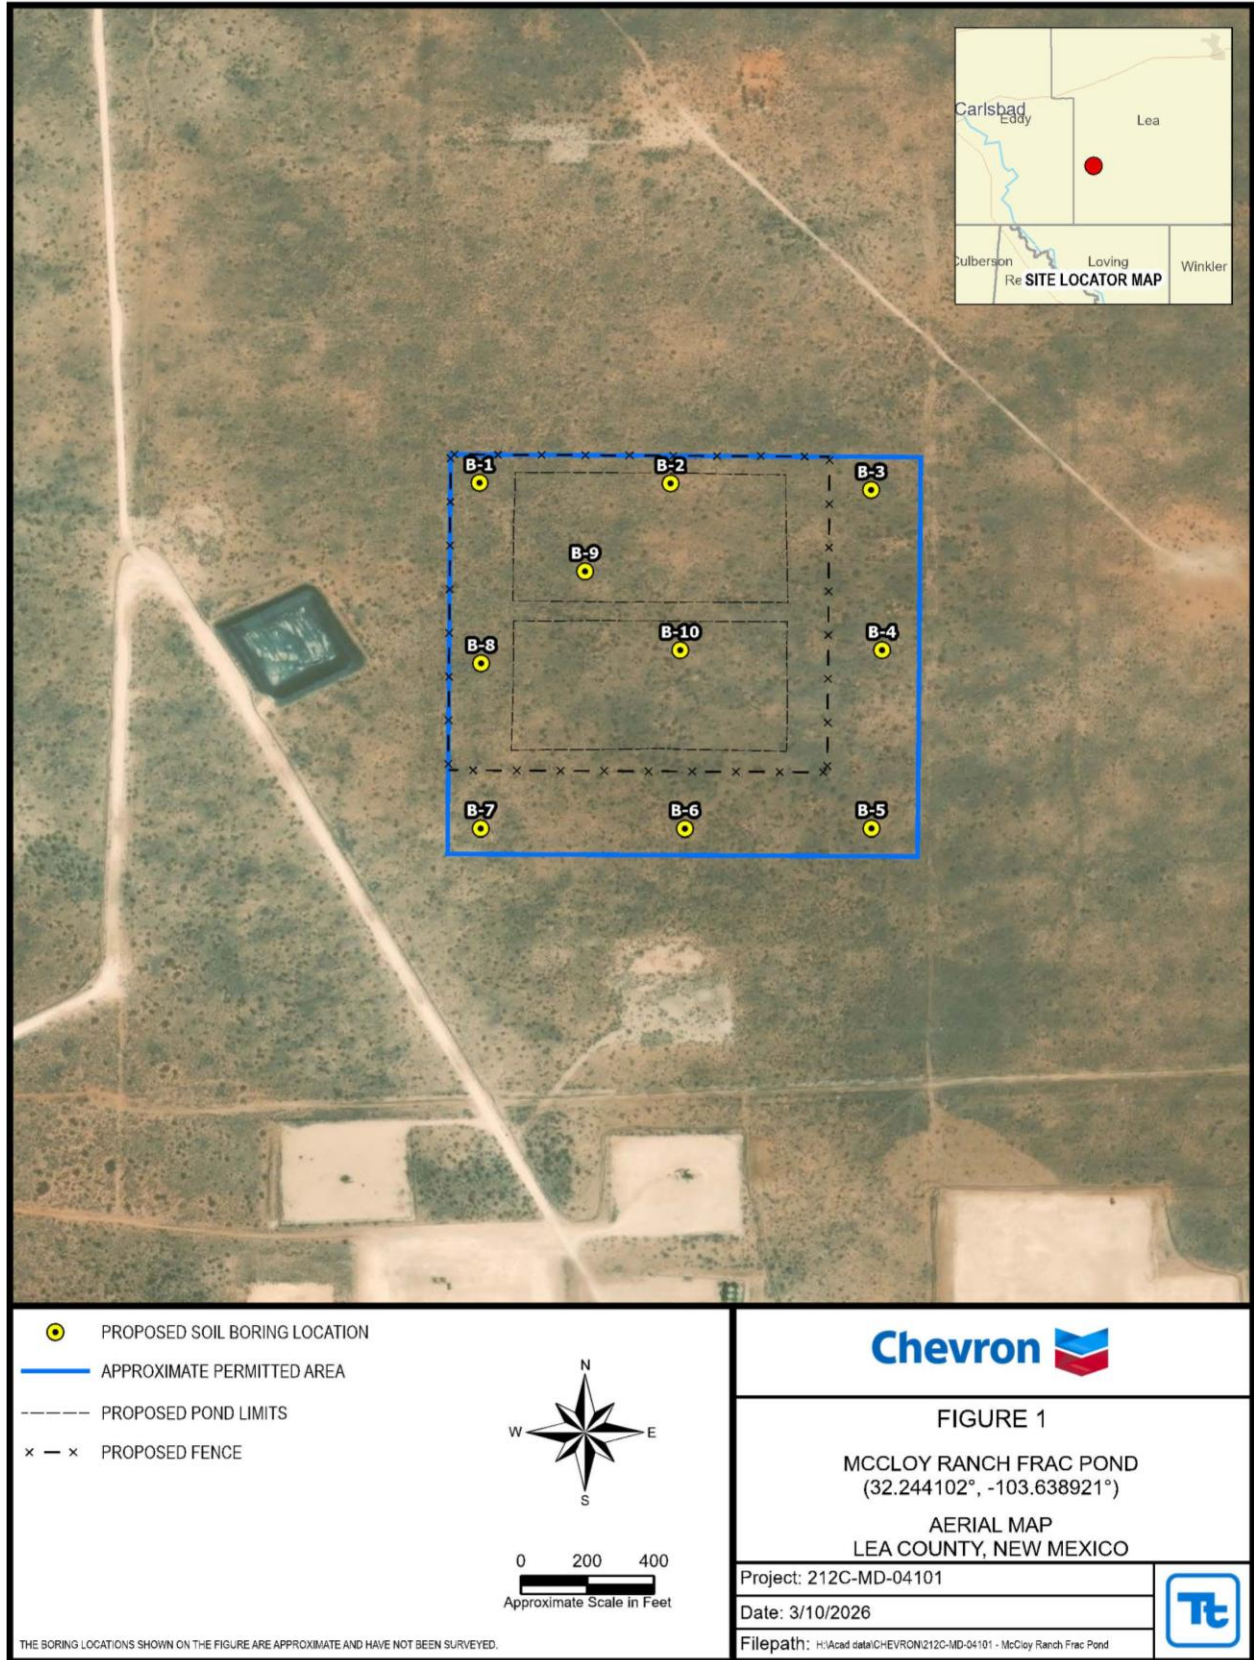 Carlsbad
Eddy
Lea
Culberson
Loving
Winkler
Re
SITE LOCATOR MAP
B-1
B-2
B-3
B-9
B-10
B-4
B-8
B-7
B-6
B-5
PROPOSED SOIL BORING LOCATION
APPROXIMATE PERMITTED AREA
PROPOSED POND LIMITS
x — x PROPOSED FENCE
N
W
E
S
0 200 400
Approximate Scale in Feet
THE BORING LOCATIONS SHOWN ON THE FIGURE ARE APPROXIMATE AND HAVE NOT BEEN SURVEYED.
Chevron
FIGURE 1
MCCLOY RANCH FRAC POND
(32.244102°, -103.638921°)
AERIAL MAP
LEA COUNTY, NEW MEXICO
Project: 212C-MD-04101
Date: 3/10/2026
Filepath: H:\Acad data\CHEVRON\212C-MD-04101 - McCloy Ranch Frac Pond
Tt